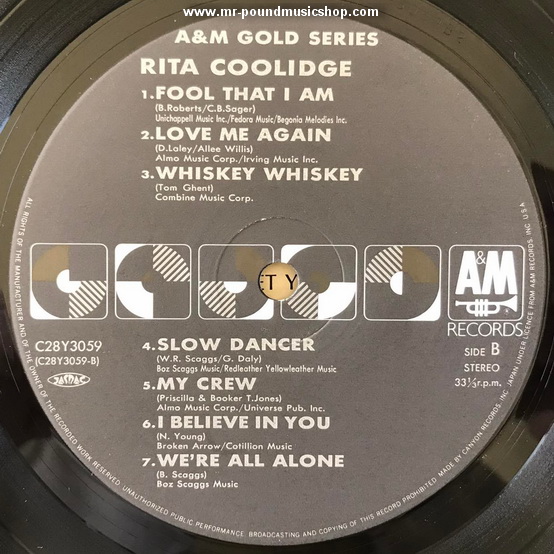 www.mr-poundmusicshop.com
A&M GOLD SERIES
RITA COOLIDGE
1.FOOL THAT I AM
(B.Roberts/C.B.Sager)
Unichappell Music Inc./Fedora Music/Begonia Melodies Inc.
2.LOVE ME AGAIN
(D.Laley/Allee Willis)
Almo Music Corp./Irving Music Inc.
3.WHISKEY WHISKEY
(Tom Ghent)
Combine Music Corp.
A&M
RECORDS
C28Y3059
(C28Y3059-B)
JASRAC
SIDE B
STEREO
33⅓r.p.m.
4.SLOW DANCER
(W.R. Scaggs/G. Daly)
Boz Scaggs Music/Redleather Yellowleather Music
5.MY CREW
(Priscilla & Booker T.Jones)
Almo Music Corp./Universe Pub. Inc.
6.I BELIEVE IN YOU
(N. Young)
Broken Arrow/Cotillion Music
7.WE'RE ALL ALONE
(B. Scaggs)
Boz Scaggs Music
ALL RIGHTS OF THE MANUFACTURER AND OF THE OWNER OF THE RECORDED WORK RESERVED. UNAUTHORIZED PUBLIC PERFORMANCE, BROADCASTING AND COPYING OF THIS RECORD PROHIBITED. MADE BY CANYON RECORDS, INC. JAPAN UNDER LICENCE FROM A&M RECORDS, INC. U.S.A.